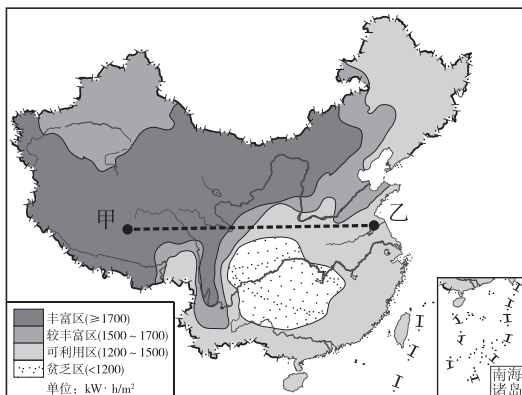 甲
乙
丰富区(≥1700)
较丰富区(1500~1700)
可利用区(1200~1500)
贫乏区(<1200)
单位：kW·h/m²
南海
诸岛